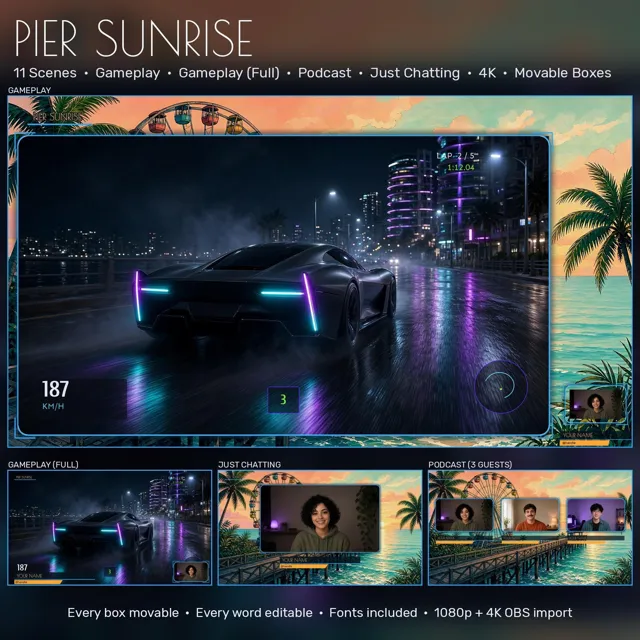 PIER SUNRISE
11 Scenes • Gameplay • Gameplay (Full) • Podcast • Just Chatting • 4K • Movable Boxes
GAMEPLAY
PIER SUNRISE
LAP 2 / 5
1:12.04
187
KM/H
3
YOUR NAME
GAMEPLAY (FULL)
JUST CHATTING
PODCAST (3 GUESTS)
187
YOUR NAME
Every box movable • Every word editable • Fonts included • 1080p + 4K OBS import